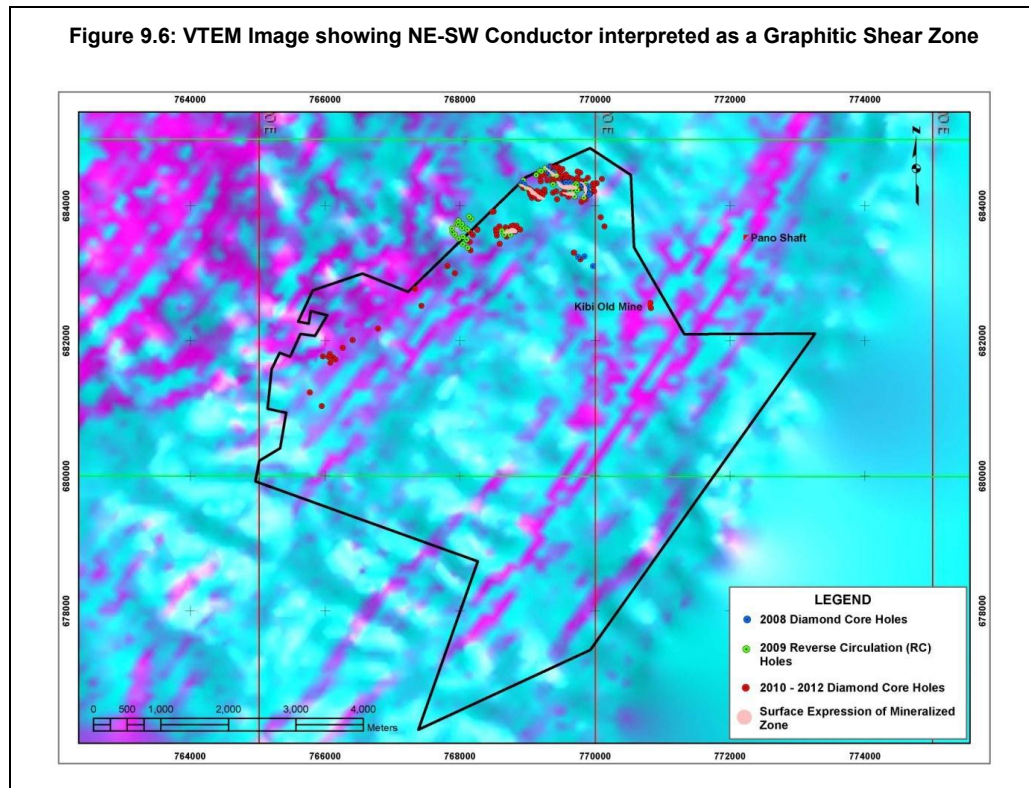 Figure 9.6: VTEM Image showing NE-SW Conductor interpreted as a Graphitic Shear Zone
764000 766000 768000 770000 772000 774000
0E 0E 0E
N
684000 684000
Pano Shaft
Kibi Old Mine
682000 682000
680000 680000
678000 678000
LEGEND
2008 Diamond Core Holes
2009 Reverse Circulation (RC)
Holes
2010 - 2012 Diamond Core Holes
Surface Expression of Mineralized
Zone
0 500 1,000 2,000 3,000 4,000
Meters
764000 766000 768000 770000 772000 774000